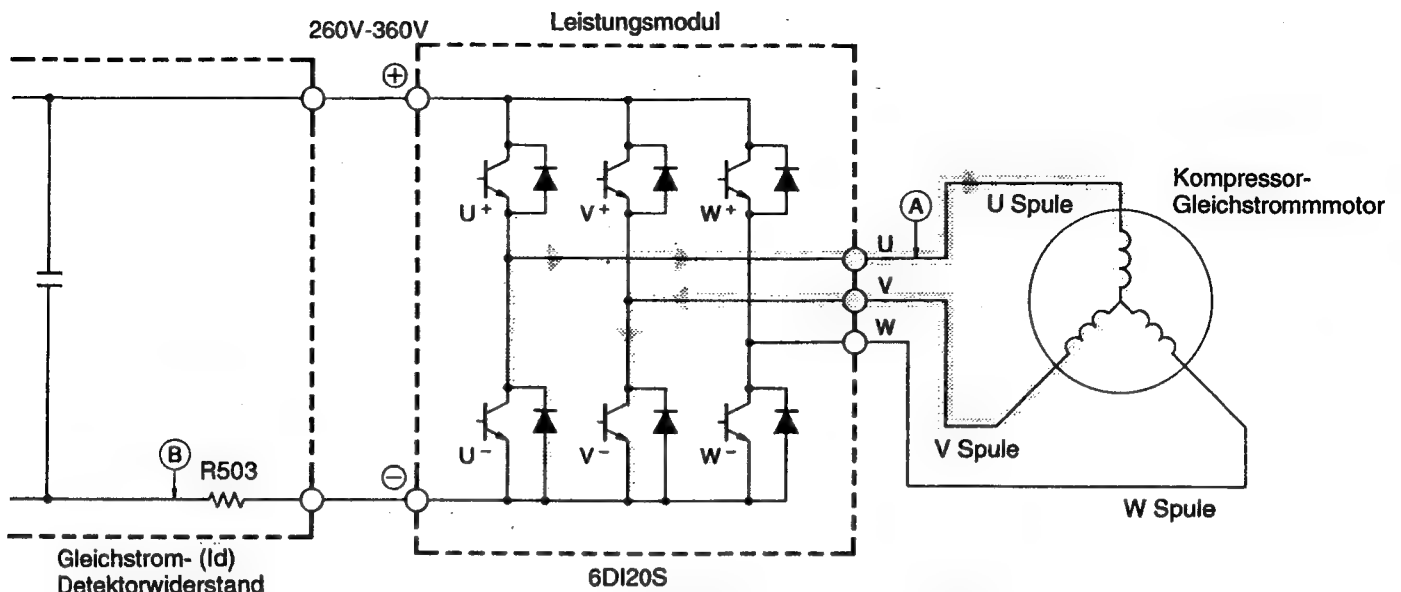 260V-360V
Leistungsmodul
⊕
U+
V+
W+
A
U Spule
Kompressor-
Gleichstrommmotor
U
V
W
U−
V−
W−
V Spule
W Spule
B
R503
⊖
Gleichstrom- (Id)
Detektorwiderstand
6DI20S